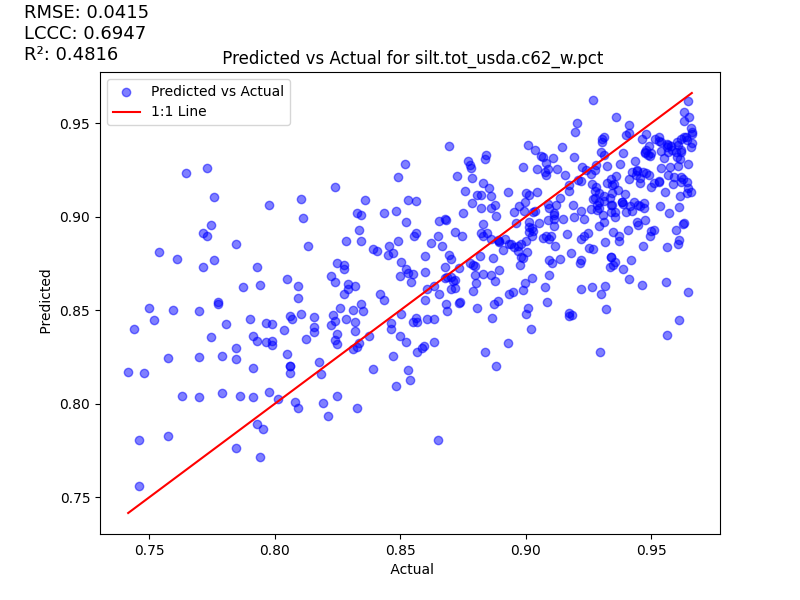 RMSE: 0.0415
LCCC: 0.6947
R²: 0.4816
Predicted vs Actual for silt.tot_usda.c62_w.pct
Predicted vs Actual
1:1 Line
0.95
0.90
0.85
0.80
0.75
Predicted
0.75 0.80 0.85 0.90 0.95
Actual